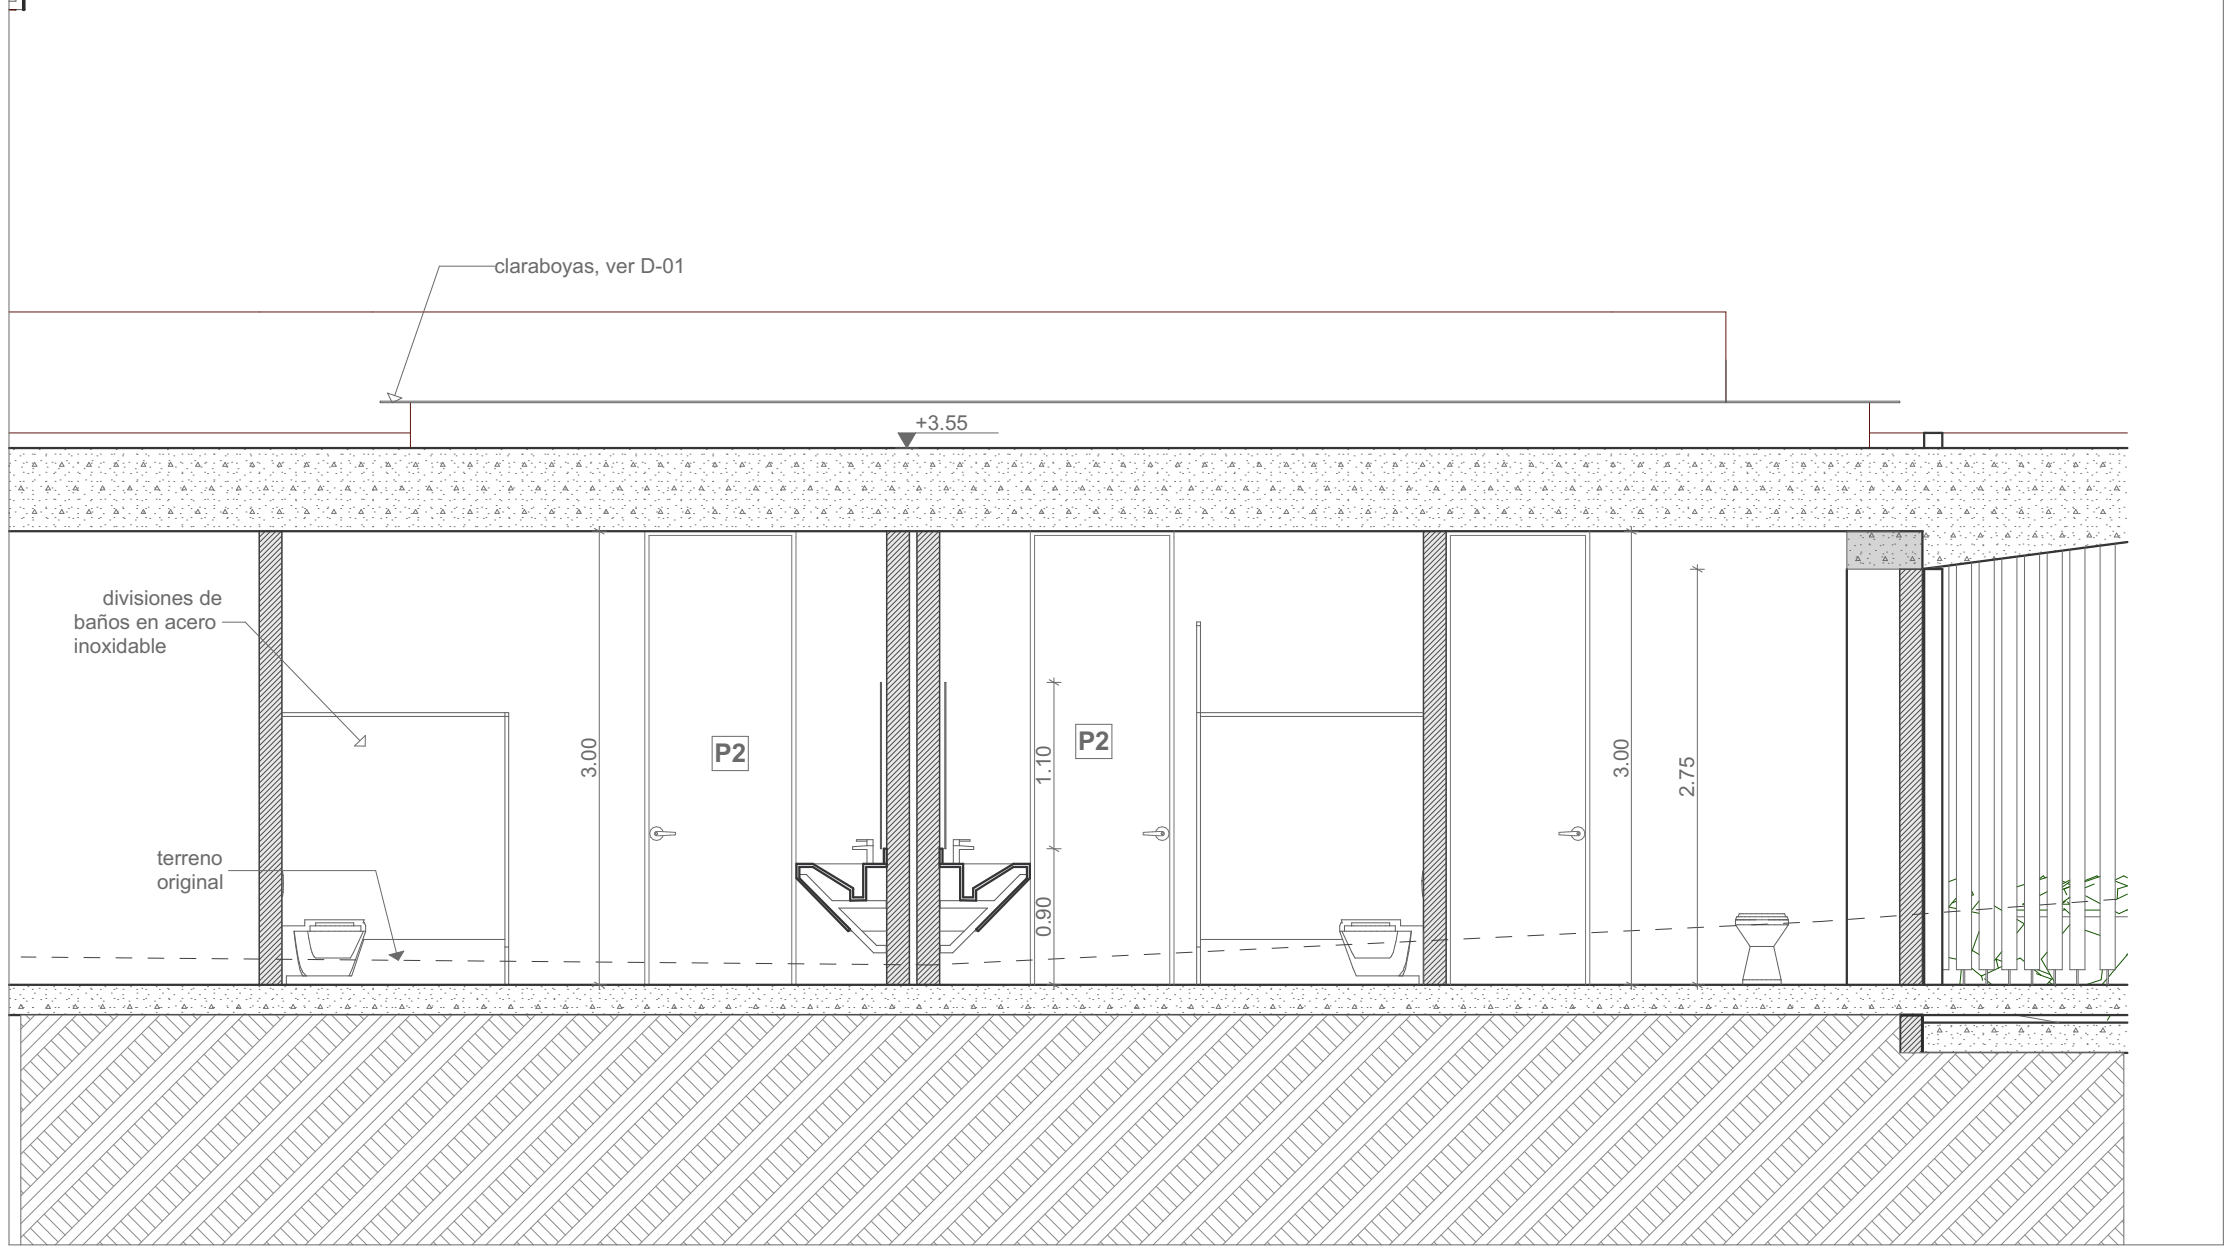 claraboyas, ver D-01
+3.55
divisiones de
baños en acero
inoxidable
3.00
P2
1.10
P2
3.00
2.75
terreno
original
0.90